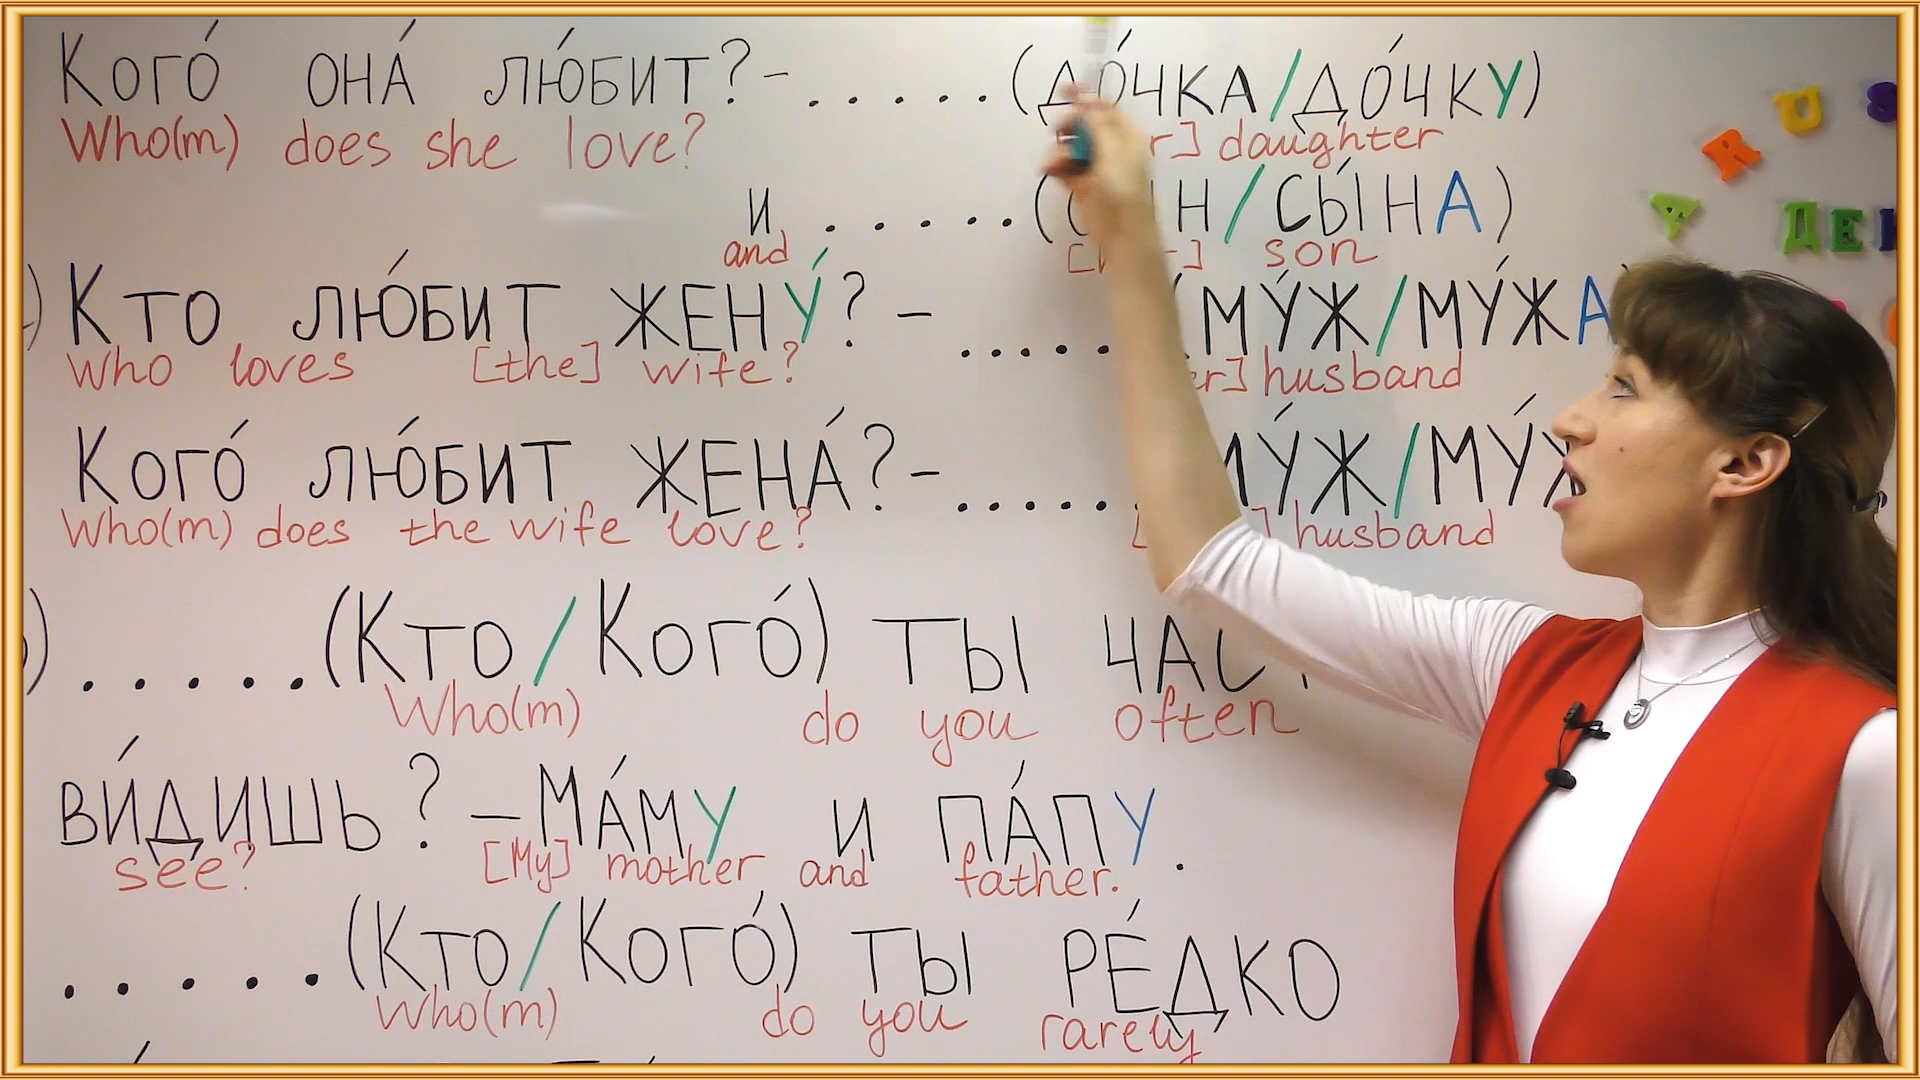 Кого́ она́ лю́бит? - ...... (до́чка/до́чку)
Who(m) does she love? daughter
и ...... н/сы́на)
and son
Кто лю́бит жену́? - ..... му́ж/му́жа
Who loves [the] wife? husband
Кого́ лю́бит жена́? - ...... му́ж/
Who(m) does the wife love? husband
..... (Кто/Кого́) ты
Who(m) do you often
ви́дишь? - Ма́му и па́пу.
see? [My] mother and father.
..... (Кто/Кого́) ты ре́дко
Who(m) do you rarely
R U S
Я ДЕН